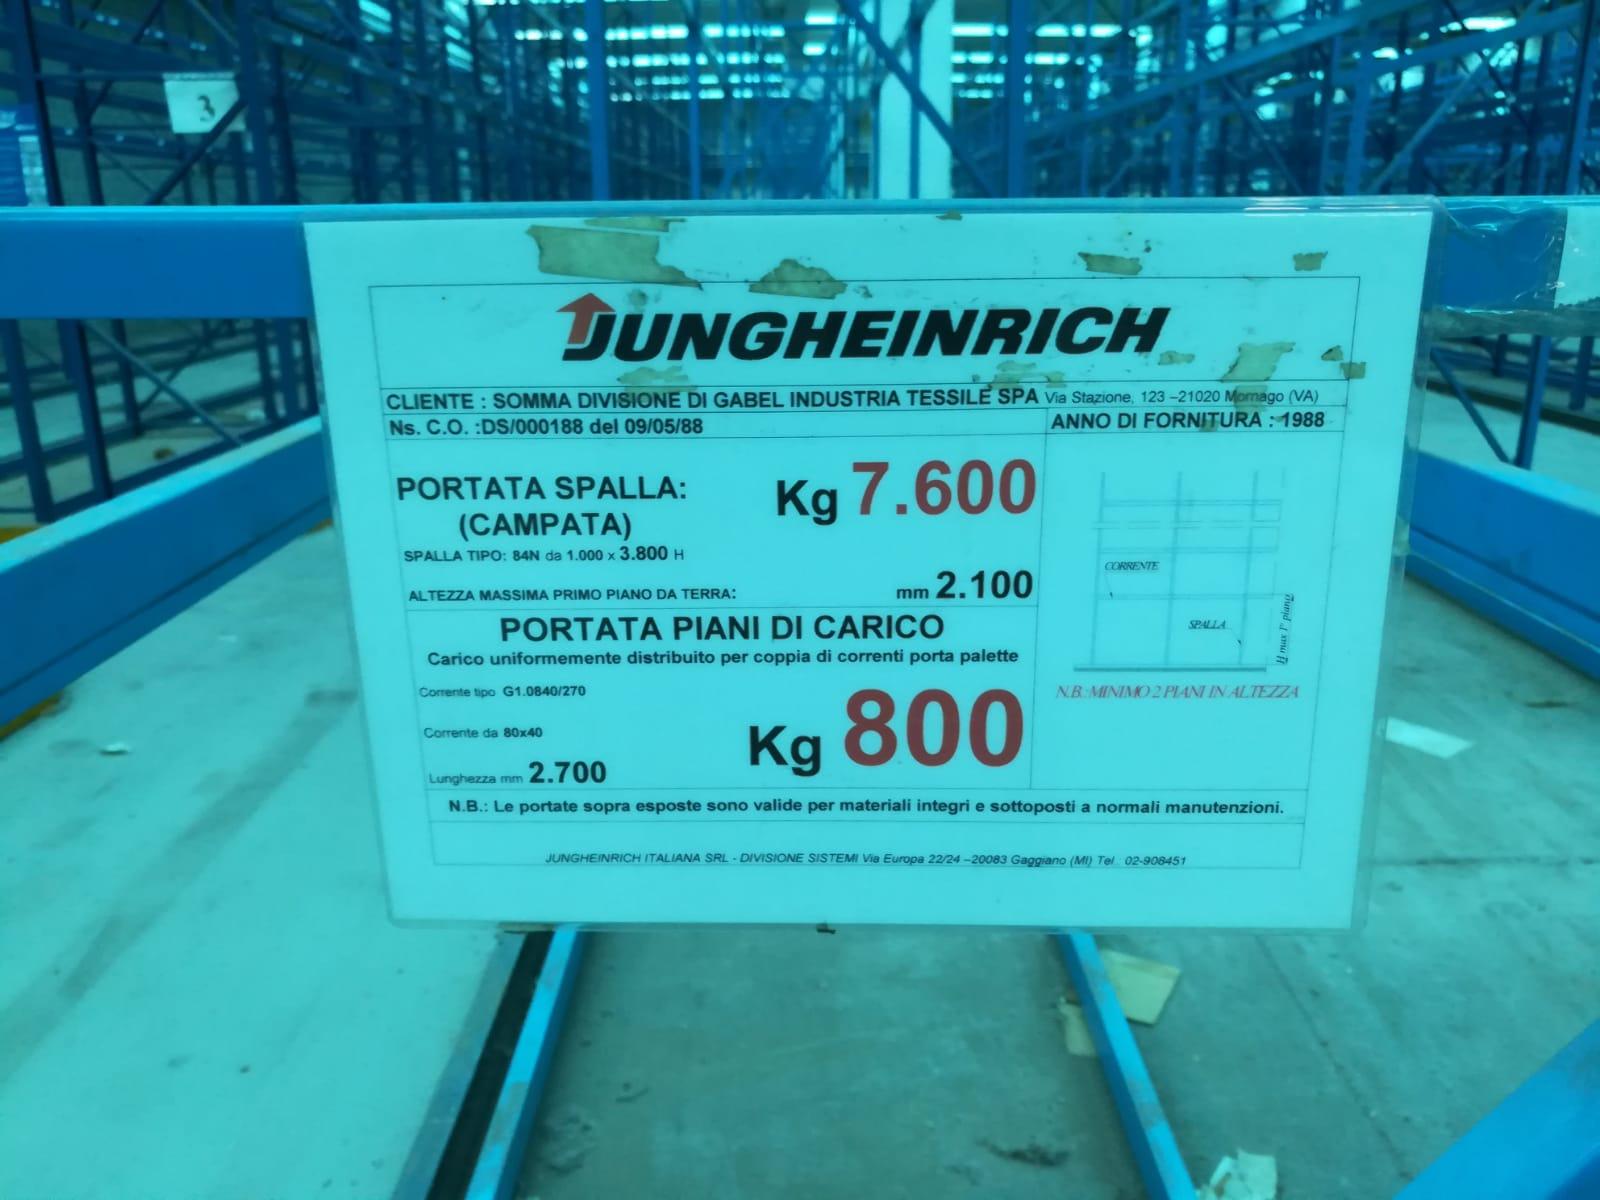 3
JUNGHEINRICH
CLIENTE : SOMMA DIVISIONE DI GABEL INDUSTRIA TESSILE SPA Via Stazione, 123 –21020 Mornago (VA)
Ns. C.O. :DS/000188 del 09/05/88
ANNO DI FORNITURA : 1988
PORTATA SPALLA: Kg 7.600
(CAMPATA)
SPALLA TIPO: 84N da 1.000 x 3.800 H
ALTEZZA MASSIMA PRIMO PIANO DA TERRA: mm 2.100
CORRENTE
SPALLA
H max 1° piano
N.B.: MINIMO 2 PIANI IN ALTEZZA
PORTATA PIANI DI CARICO
Carico uniformemente distribuito per coppia di correnti porta palette
Corrente tipo G1.0840/270
Corrente da 80x40
Kg 800
Lunghezza mm 2.700
N.B.: Le portate sopra esposte sono valide per materiali integri e sottoposti a normali manutenzioni.
JUNGHEINRICH ITALIANA SRL - DIVISIONE SISTEMI Via Europa 22/24 –20083 Gaggiano (MI) Tel. 02-908451